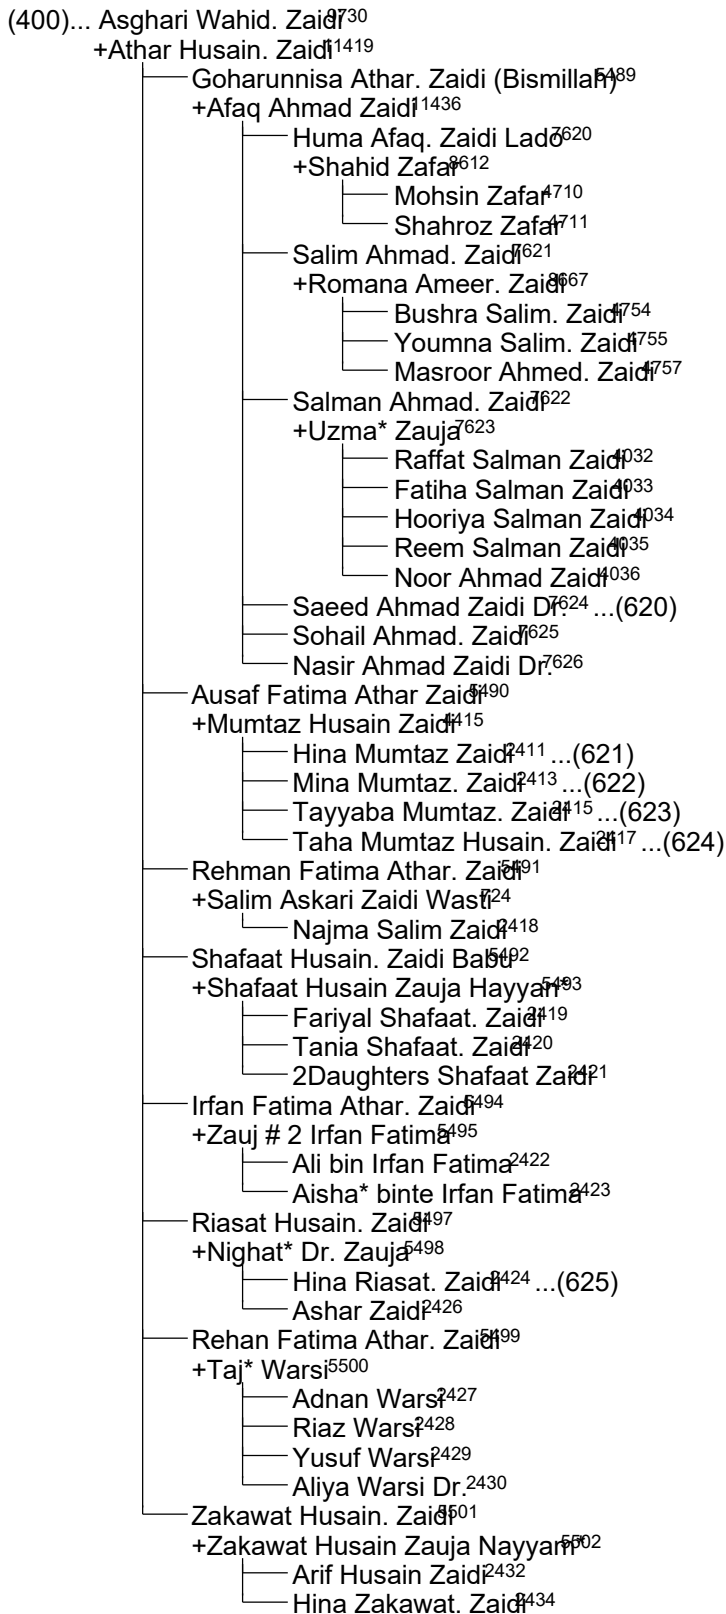 (400)... Asghari Wahid. Zaidi9730
+Athar Husain. Zaidi11419
Goharunnisa Athar. Zaidi (Bismillah)5489
+Afaq Ahmad Zaidi11436
Huma Afaq. Zaidi Lado7620
+Shahid Zafar8612
Mohsin Zafar4710
Shahroz Zafar4711
Salim Ahmad. Zaidi7621
+Romana Ameer. Zaidi8667
Bushra Salim. Zaidi4754
Youmna Salim. Zaidi4755
Masroor Ahmed. Zaidi4757
Salman Ahmad. Zaidi7622
+Uzma* Zauja7623
Raffat Salman Zaidi4032
Fatiha Salman Zaidi4033
Hooriya Salman Zaidi4034
Reem Salman Zaidi4035
Noor Ahmad Zaidi4036
Saeed Ahmad Zaidi Dr.7624 ...(620)
Sohail Ahmad. Zaidi7625
Nasir Ahmad Zaidi Dr.7626
Ausaf Fatima Athar Zaidi5490
+Mumtaz Husain Zaidi4415
Hina Mumtaz Zaidi2411 ...(621)
Mina Mumtaz. Zaidi2413 ...(622)
Tayyaba Mumtaz. Zaidi2415 ...(623)
Taha Mumtaz Husain. Zaidi2417 ...(624)
Rehman Fatima Athar. Zaidi5491
+Salim Askari Zaidi Wasti724
Najma Salim Zaidi2418
Shafaat Husain. Zaidi Babu5492
+Shafaat Husain Zauja Hayyan*5493
Fariyal Shafaat. Zaidi2419
Tania Shafaat. Zaidi2420
2Daughters Shafaat Zaidi2421
Irfan Fatima Athar. Zaidi5494
+Zauj # 2 Irfan Fatima5495
Ali bin Irfan Fatima2422
Aisha* binte Irfan Fatima2423
Riasat Husain. Zaidi5497
+Nighat* Dr. Zauja5498
Hina Riasat. Zaidi2424 ...(625)
Ashar Zaidi2426
Rehan Fatima Athar. Zaidi5499
+Taj* Warsi5500
Adnan Warsi2427
Riaz Warsi2428
Yusuf Warsi2429
Aliya Warsi Dr.2430
Zakawat Husain. Zaidi5501
+Zakawat Husain Zauja Nayyam*5502
Arif Husain Zaidi2432
Hina Zakawat. Zaidi2434